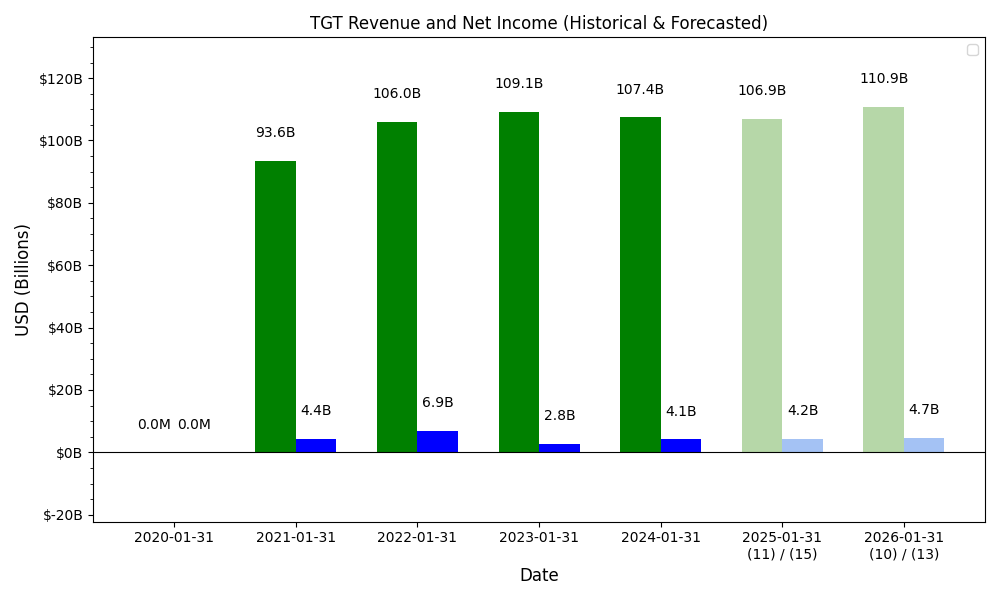 TGT Revenue and Net Income (Historical & Forecasted)
$120B
$100B
$80B
$60B
$40B
$20B
$0B
$-20B
USD (Billions)
0.0M 0.0M
93.6B
4.4B
106.0B
6.9B
109.1B
2.8B
107.4B
4.1B
106.9B
4.2B
110.9B
4.7B
2020-01-31
2021-01-31
2022-01-31
2023-01-31
2024-01-31
2025-01-31
(11) / (15)
2026-01-31
(10) / (13)
Date